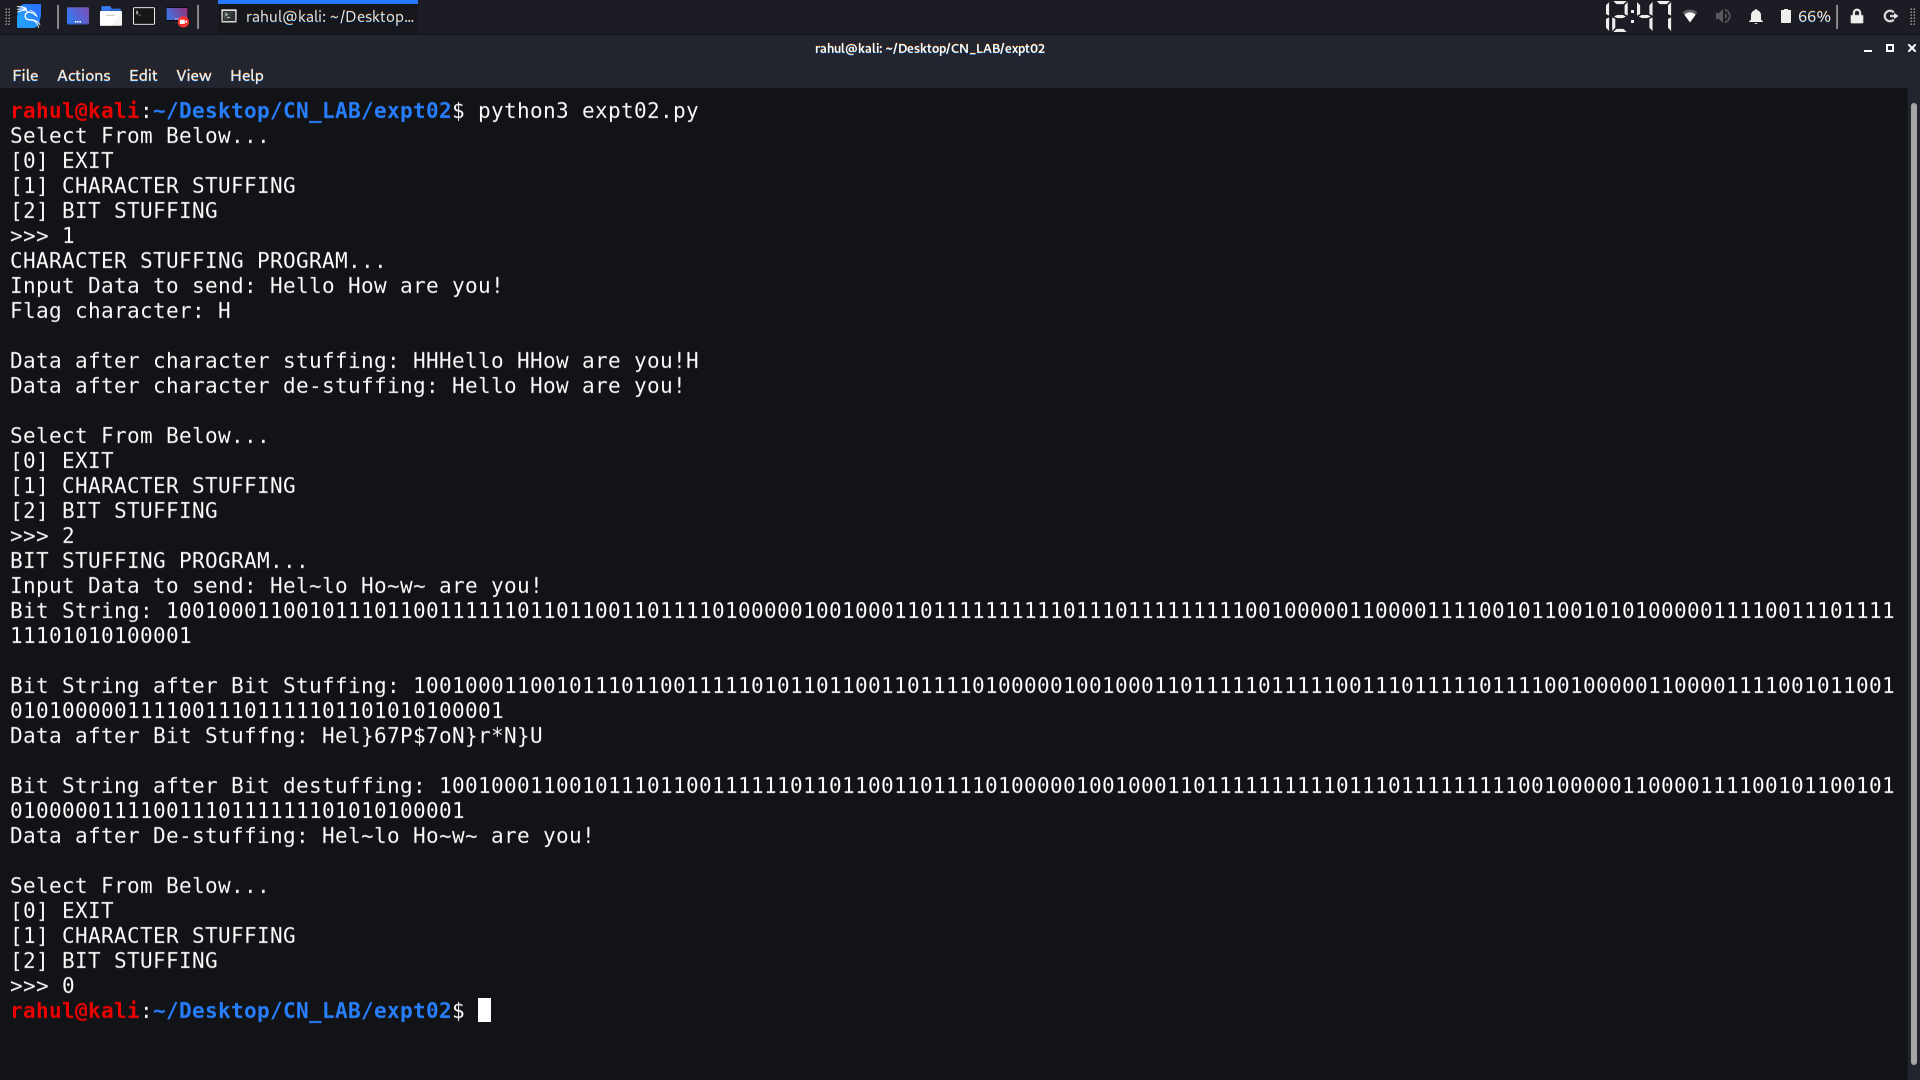 rahul@kali: ~/Desktop...
12:47
66%
rahul@kali: ~/Desktop/CN_LAB/expt02
File Actions Edit View Help
rahul@kali:~/Desktop/CN_LAB/expt02$ python3 expt02.py
Select From Below...
[0] EXIT
[1] CHARACTER STUFFING
[2] BIT STUFFING
>>> 1
CHARACTER STUFFING PROGRAM...
Input Data to send: Hello How are you!
Flag character: H
Data after character stuffing: HHHello HHow are you!H
Data after character de-stuffing: Hello How are you!
Select From Below...
[0] EXIT
[1] CHARACTER STUFFING
[2] BIT STUFFING
>>> 2
BIT STUFFING PROGRAM...
Input Data to send: Hel~lo Ho~w~ are you!
Bit String: 1001000110010111011001111110110110011011110100000100100011011111111110111011111111100100000110000111100101100101010000011110011101111
11101010100001
Bit String after Bit Stuffing: 100100011001011101100111110101101100110111101000001001000110111110111110011101111101111001000001100001111001011001
01010000011110011101111101101010100001
Data after Bit Stuffng: Hel}67P$7oN}r*N}U
Bit String after Bit destuffing: 1001000110010111011001111110110110011011110100000100100011011111111110111011111111100100000110000111100101100101
01000001111001110111111101010100001
Data after De-stuffing: Hel~lo Ho~w~ are you!
Select From Below...
[0] EXIT
[1] CHARACTER STUFFING
[2] BIT STUFFING
>>> 0
rahul@kali:~/Desktop/CN_LAB/expt02$